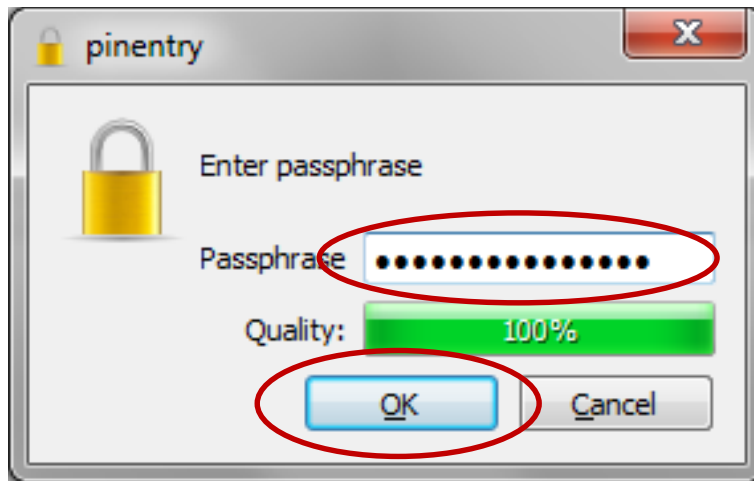 pinentry
Enter passphrase
Passphrase ●●●●●●●●●●●●●●●
Quality: 100%
OK Cancel